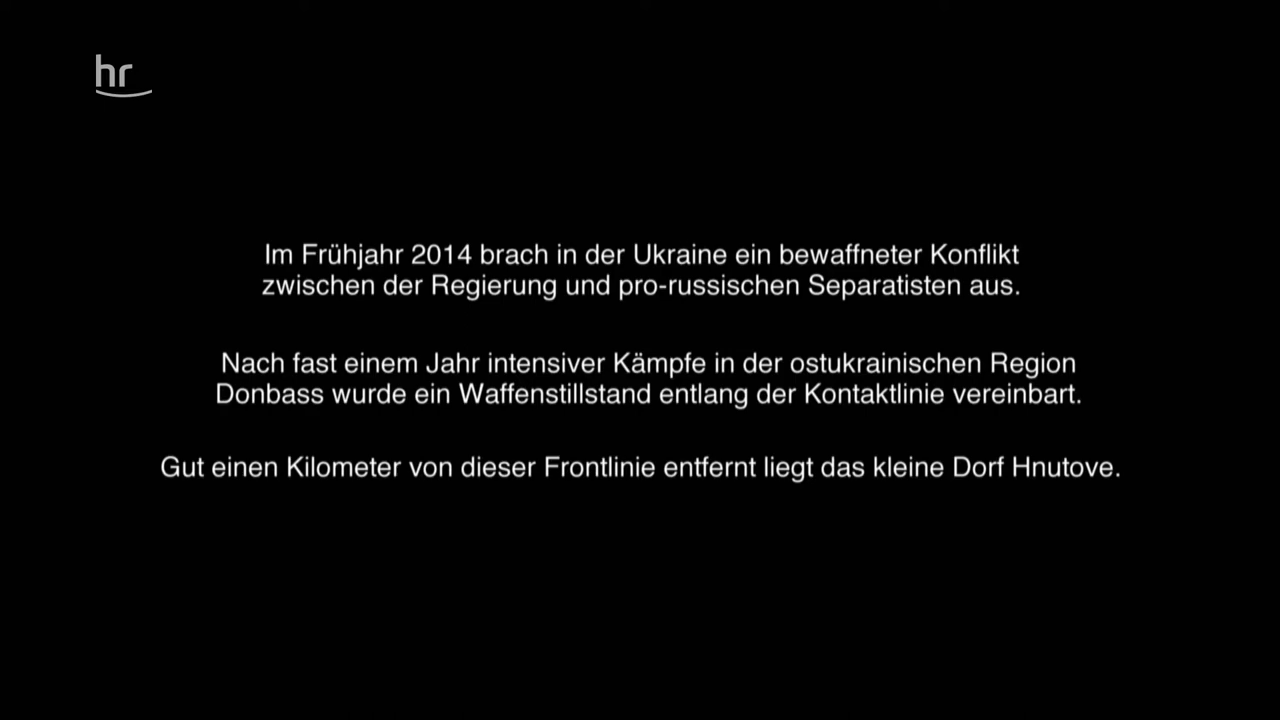 hr
Im Frühjahr 2014 brach in der Ukraine ein bewaffneter Konflikt
zwischen der Regierung und pro-russischen Separatisten aus.
Nach fast einem Jahr intensiver Kämpfe in der ostukrainischen Region
Donbass wurde ein Waffenstillstand entlang der Kontaktlinie vereinbart.
Gut einen Kilometer von dieser Frontlinie entfernt liegt das kleine Dorf Hnutove.